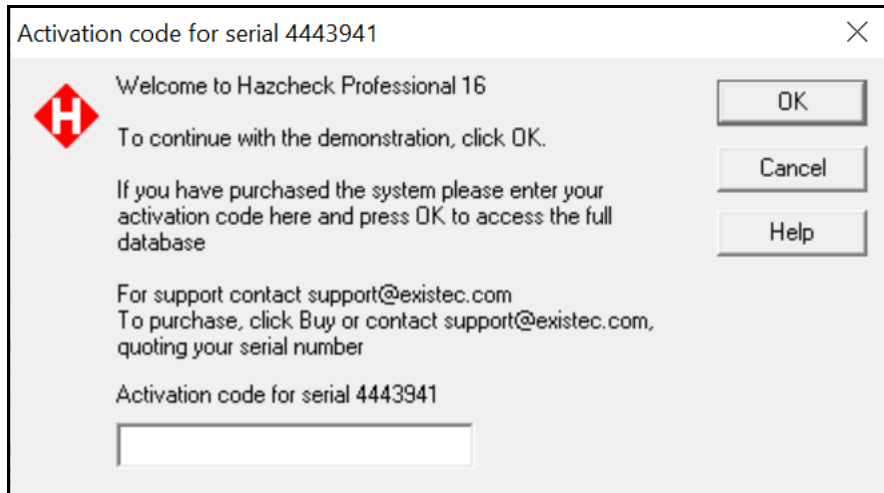 Activation code for serial 4443941
Welcome to Hazcheck Professional 16
OK
To continue with the demonstration, click OK.
Cancel
If you have purchased the system please enter your
activation code here and press OK to access the full
database
Help
For support contact support@existec.com
To purchase, click Buy or contact support@existec.com,
quoting your serial number
Activation code for serial 4443941
H